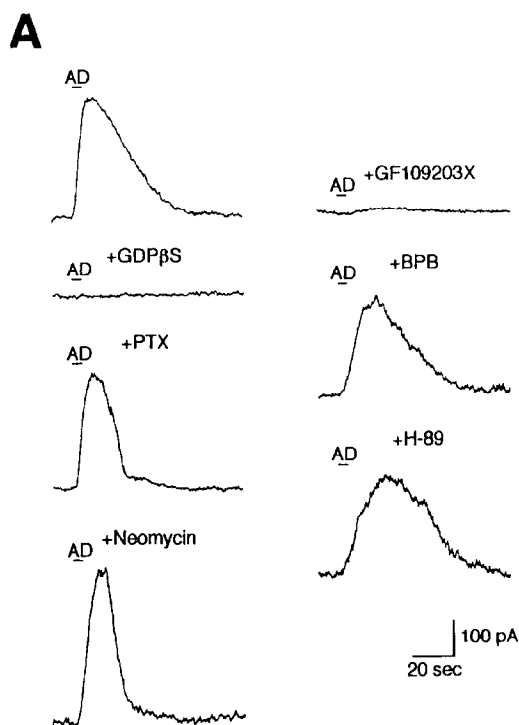 A
AD
AD +GDPβS
AD +PTX
AD +Neomycin
AD +GF109203X
AD +BPB
AD +H-89
100 pA
20 sec